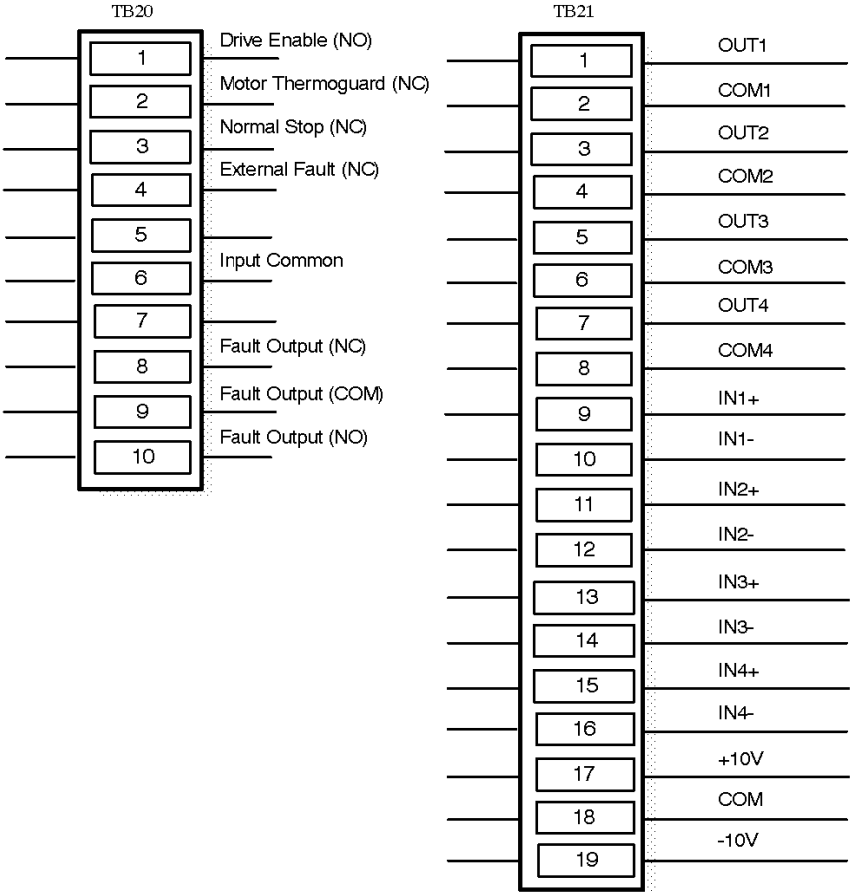 TB20
1 Drive Enable (NO)
2 Motor Thermoguard (NC)
3 Normal Stop (NC)
4 External Fault (NC)
5
6 Input Common
7
8 Fault Output (NC)
9 Fault Output (COM)
10 Fault Output (NO)
TB21
1 OUT1
2 COM1
3 OUT2
4 COM2
5 OUT3
6 COM3
7 OUT4
8 COM4
9 IN1+
10 IN1-
11 IN2+
12 IN2-
13 IN3+
14 IN3-
15 IN4+
16 IN4-
17 +10V
18 COM
19 -10V